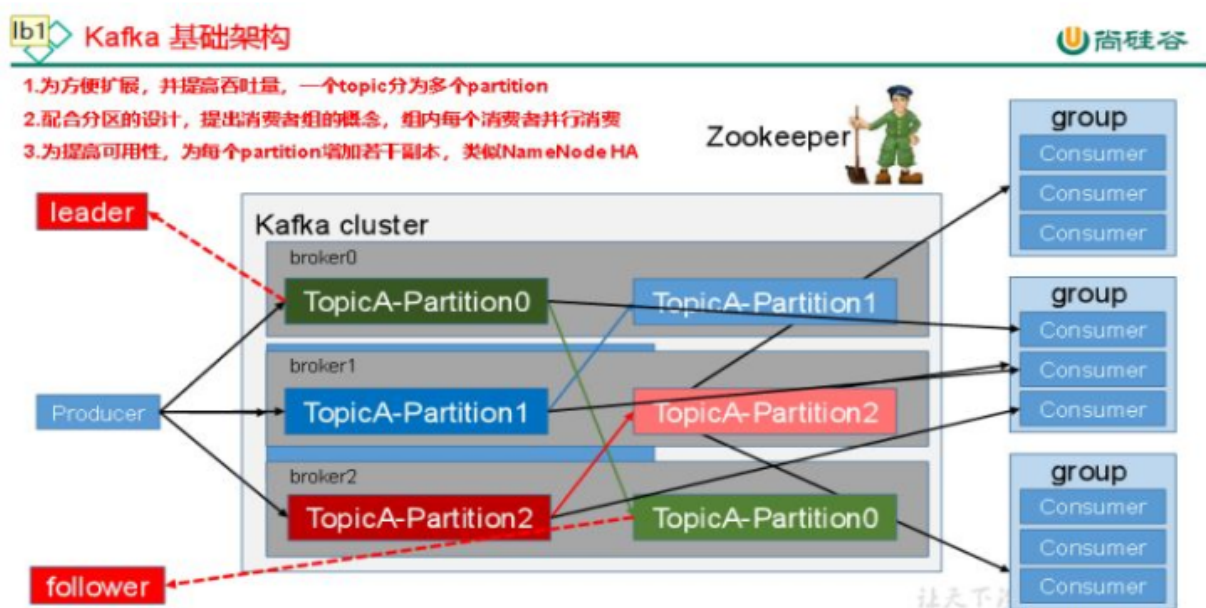 lb1
Kafka 基础架构
尚硅谷
1.为方便扩展，并提高吞吐量，一个topic分为多个partition
2.配合分区的设计，提出消费者组的概念，组内每个消费者并行消费
3.为提高可用性，为每个partition增加若干副本，类似NameNode HA
Zookeeper
group
Consumer
Consumer
Consumer
leader
Kafka cluster
broker0
TopicA-Partition0
TopicA-Partition1
group
Consumer
Consumer
Consumer
broker1
Producer
TopicA-Partition1
TopicA-Partition2
broker2
TopicA-Partition2
TopicA-Partition0
group
Consumer
Consumer
Consumer
follower
让天下